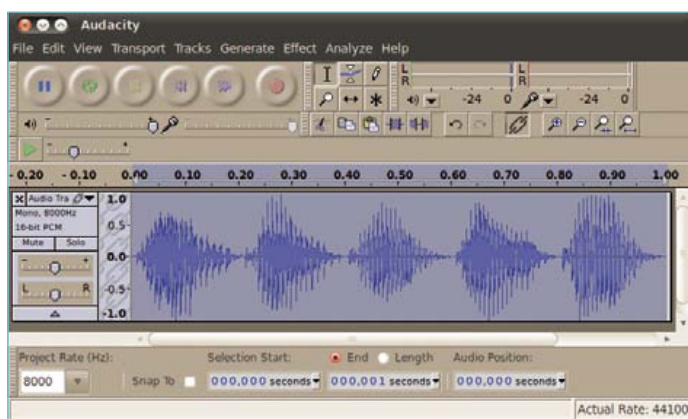 Audacity
File Edit View Transport Tracks Generate Effect Analyze Help
L
R
L
R
-24 0 -24 0
- 0.20 - 0.10 0.00 0.10 0.20 0.30 0.40 0.50 0.60 0.70 0.80 0.90 1.00
X Audio Tra
Mono, 8000Hz
16-bit PCM
Mute Solo
- +
L R
1.0
0.5
0.0
-0.5
-1.0
Project Rate (Hz): Selection Start: End Length Audio Position:
8000 Snap To 000,000 seconds 000,001 seconds 000,000 seconds
Actual Rate: 44100